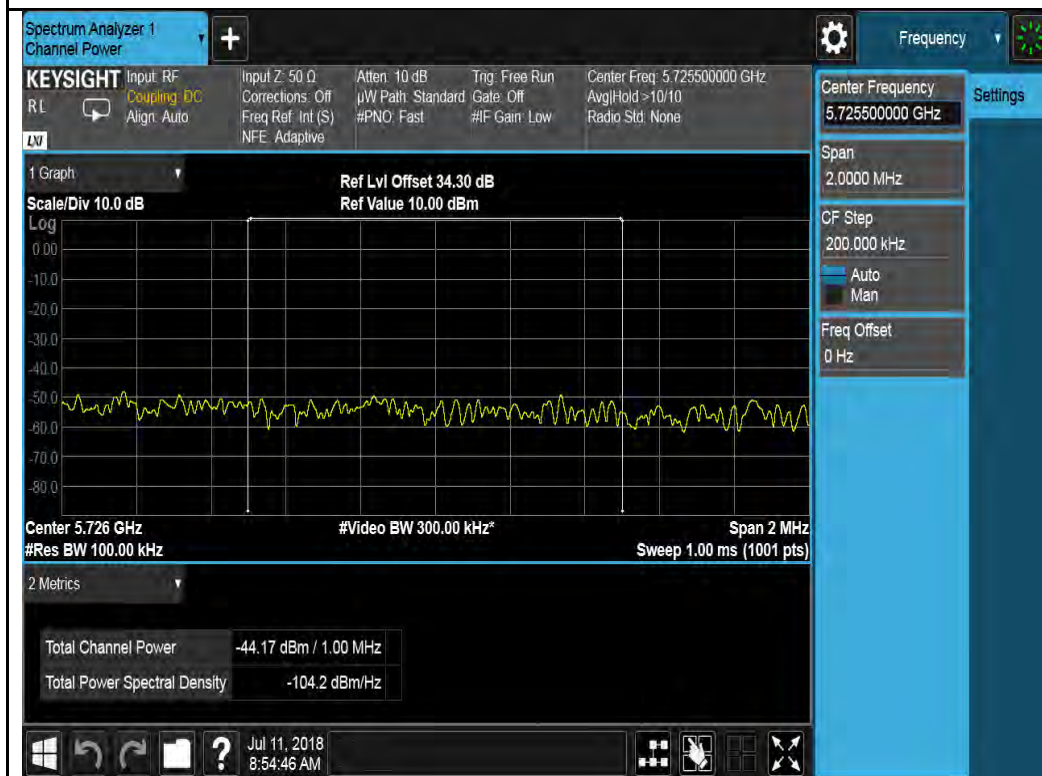 Spectrum Analyzer 1
Channel Power
Frequency
KEYSIGHT
RL
LXI
Input: RF
Coupling: DC
Align: Auto
Input Z: 50 Ω
Corrections: Off
Freq Ref: Int (S)
NFE: Adaptive
Atten: 10 dB
µW Path: Standard
#PNO: Fast
Trig: Free Run
Gate: Off
#IF Gain: Low
Center Freq: 5.725500000 GHz
Avg|Hold >10/10
Radio Std: None
Center Frequency
5.725500000 GHz
Settings
Span
2.0000 MHz
CF Step
200.000 kHz
Auto
Man
Freq Offset
0 Hz
1 Graph
Scale/Div 10.0 dB
Ref Lvl Offset 34.30 dB
Ref Value 10.00 dBm
Log
0.00
-10.0
-20.0
-30.0
-40.0
-50.0
-60.0
-70.0
-80.0
Center 5.726 GHz
#Video BW 300.00 kHz*
Span 2 MHz
#Res BW 100.00 kHz
Sweep 1.00 ms (1001 pts)
2 Metrics
Total Channel Power -44.17 dBm / 1.00 MHz
Total Power Spectral Density -104.2 dBm/Hz
?
Jul 11, 2018
8:54:46 AM